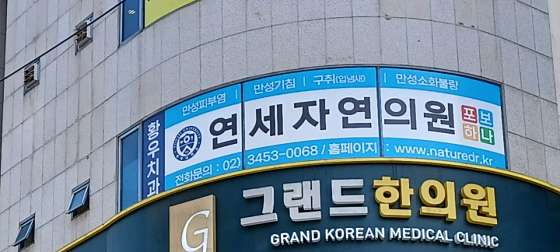 만성피부염 만성기침 구취(입냄새) 만성소화불량
연세자연의원 포보하나
전화문의 : 02) 3453-0068 / 홈페이지 : www.naturedr.kr
황우치과
G 그랜드한의원
GRAND KOREAN MEDICAL CLINIC